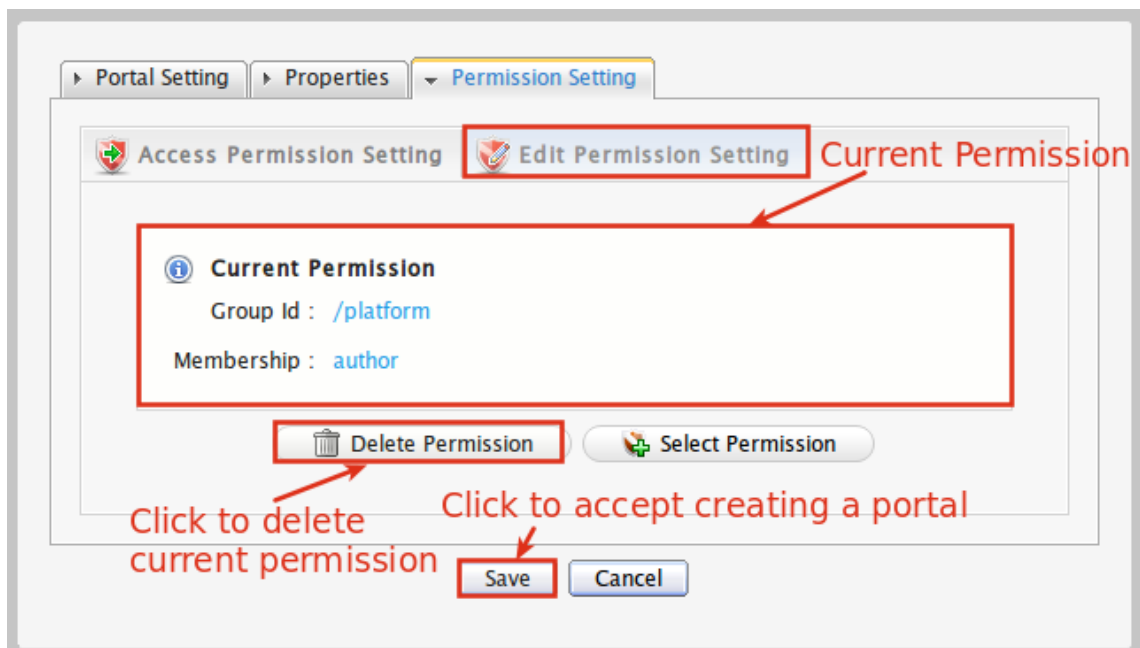 Portal Setting Properties Permission Setting
Access Permission Setting Edit Permission Setting Current Permission
Current Permission
Group Id : /platform
Membership : author
Delete Permission Select Permission
Click to delete
current permission
Click to accept creating a portal
Save Cancel